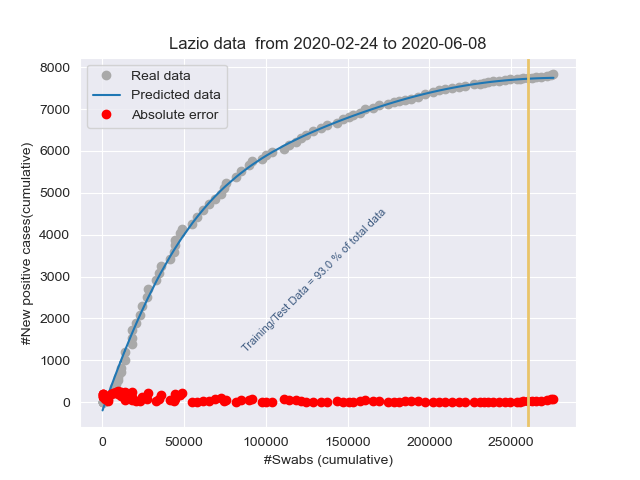 Lazio data  from 2020-02-24 to 2020-06-08
8000
7000
6000
5000
4000
3000
2000
1000
0
#New positive cases(cumulative)
Real data
Predicted data
Absolute error
Training/Test Data = 93.0 % of total data
0
50000
100000
150000
200000
250000
#Swabs (cumulative)